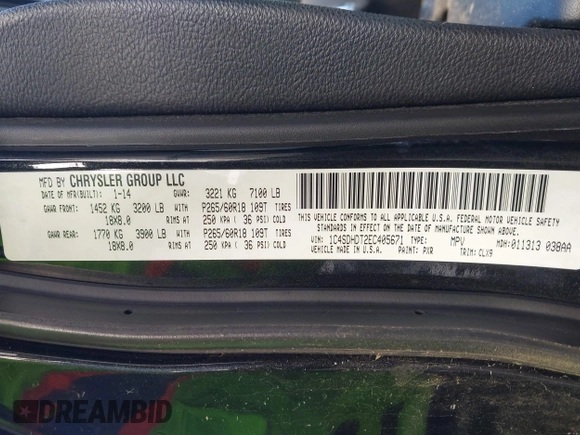 MFD BY CHRYSLER GROUP LLC
DATE OF MFR(BUILT): 1-14 GVWR: 3221 KG 7100 LB
GAWR FRONT: 1452 KG 3200 LB WITH P265/60R18 109T TIRES
18X8.0 RIMS AT 250 KPA ( 36 PSI) COLD
GAWR REAR: 1770 KG 3900 LB WITH P265/60R18 109T TIRES
18X8.0 RIMS AT 250 KPA ( 36 PSI) COLD
THIS VEHICLE CONFORMS TO ALL APPLICABLE U.S.A. FEDERAL MOTOR VEHICLE SAFETY
STANDARDS IN EFFECT ON THE DATE OF MANUFACTURE SHOWN ABOVE.
VIN: 1C4SDHDT2EC405671 TYPE: MPV MDH: 011313 038AA
VEHICLE MADE IN U.S.A. PAINT: PXR TRIM: CLX9
DREAMBID